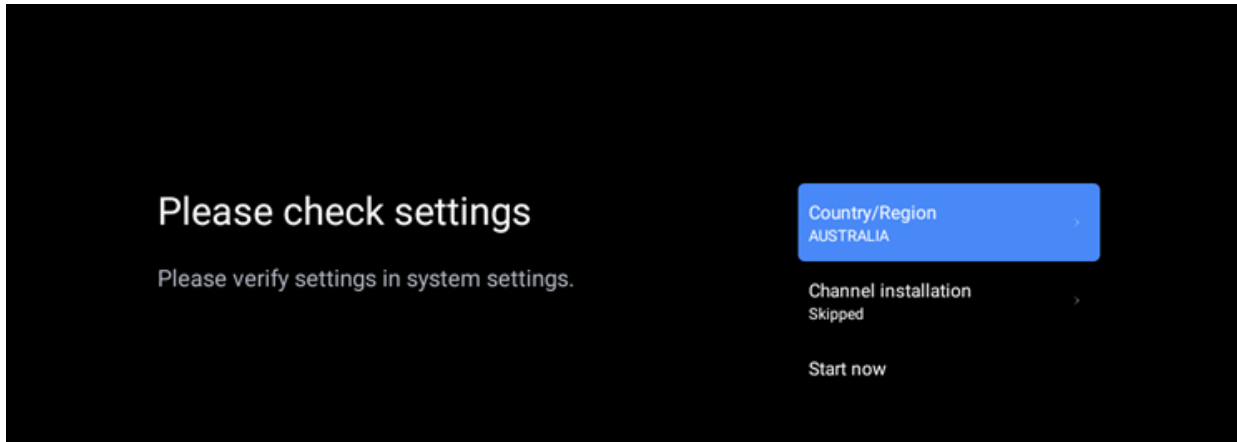 Please check settings
Please verify settings in system settings.
Country/Region
AUSTRALIA
Channel installation
Skipped
Start now